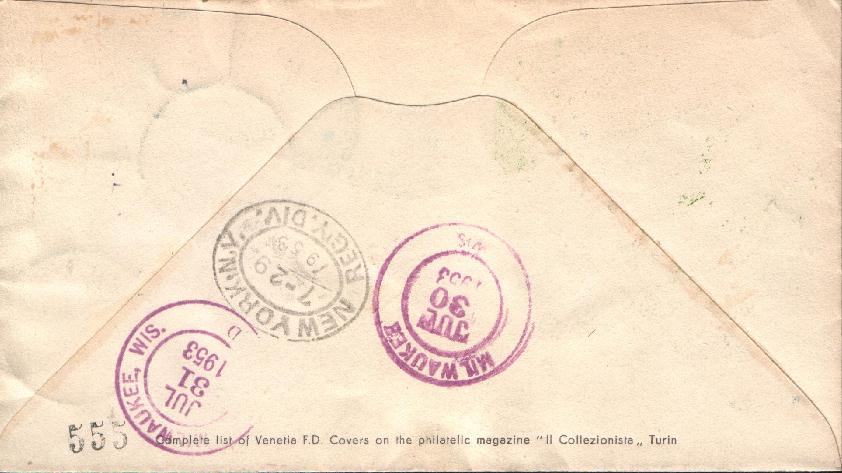 NEW YORK, N.Y.
REG'Y. DIV.
7-29
1953
MILWAUKEE
WIS
JUL
30
1953
WAUKEE, WIS.
JUL
31
1953
D
555
Complete list of Venetia F.D. Covers on the philatelic magazine "Il Collezionista„ Turin